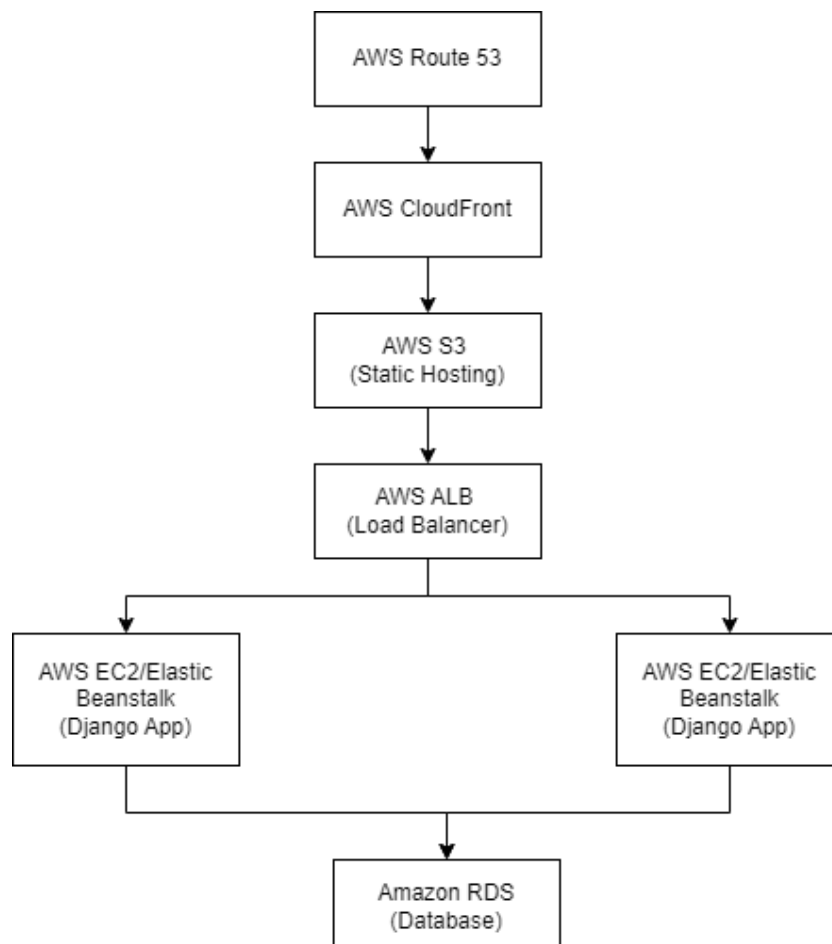 AWS Route 53
AWS CloudFront
AWS S3
(Static Hosting)
AWS ALB
(Load Balancer)
AWS EC2/Elastic
Beanstalk
(Django App)
AWS EC2/Elastic
Beanstalk
(Django App)
Amazon RDS
(Database)